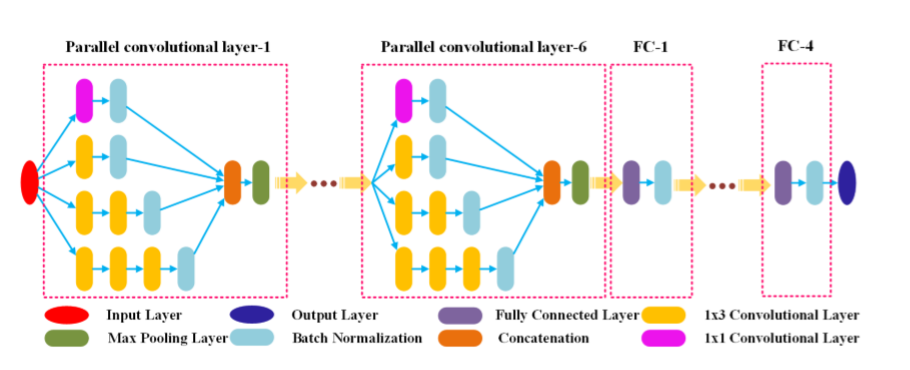 Parallel convolutional layer-1
Parallel convolutional layer-6
FC-1
FC-4
Input Layer
Output Layer
Fully Connected Layer
1x3 Convolutional Layer
Max Pooling Layer
Batch Normalization
Concatenation
1x1 Convolutional Layer